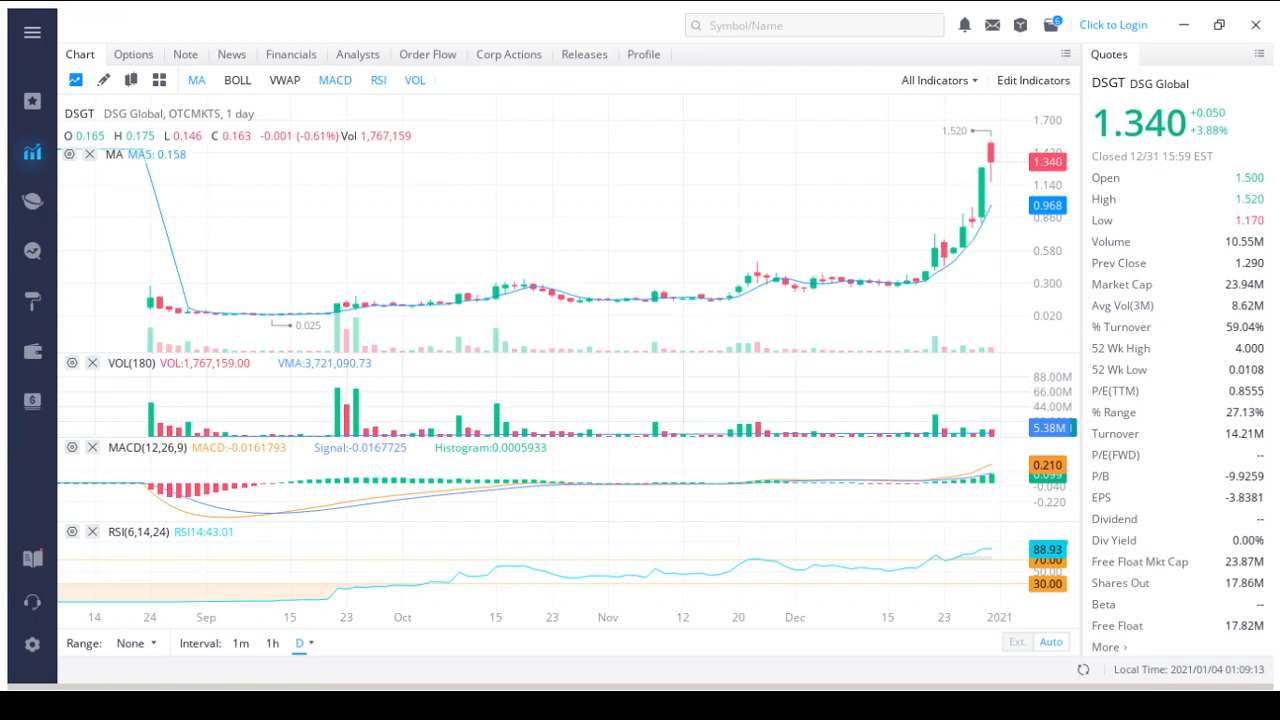 Symbol/Name
6
Click to Login
Chart Options Note News Financials Analysts Order Flow Corp Actions Releases Profile
Quotes
MA BOLL VWAP MACD RSI VOL
All Indicators Edit Indicators
DSGT DSG Global
1.340 +0.050
+3.88%
Closed 12/31 15:59 EST
Open 1.500
High 1.520
Low 1.170
Volume 10.55M
Prev Close 1.290
Market Cap 23.94M
Avg Vol(3M) 8.62M
% Turnover 59.04%
52 Wk High 4.000
52 Wk Low 0.0108
P/E(TTM) 0.8555
% Range 27.13%
Turnover 14.21M
P/E(FWD) --
P/B -9.9259
EPS -3.8381
Dividend --
Div Yield 0.00%
Free Float Mkt Cap 23.87M
Shares Out 17.86M
Beta --
Free Float 17.82M
More ›
DSGT DSG Global, OTCMKTS, 1 day
O 0.165 H 0.175 L 0.146 C 0.163 -0.001 (-0.61%) Vol 1,767,159
MA MA5: 0.158
1.520
0.025
1.700
1.340
1.140
0.968
0.860
0.580
0.300
0.020
VOL(180) VOL:1,767,159.00 VMA:3,721,090.73
88.00M
66.00M
44.00M
5.38M
MACD(12,26,9) MACD:-0.0161793 Signal:-0.0167725 Histogram:0.0005933
0.210
-0.040
-0.220
RSI(6,14,24) RSI14:43.01
88.93
70.00
50.00
30.00
14 24 Sep 15 23 Oct 15 23 Nov 12 20 Dec 15 23 2021
Range: None Interval: 1m 1h D
Ext. Auto
Local Time: 2021/01/04 01:09:13